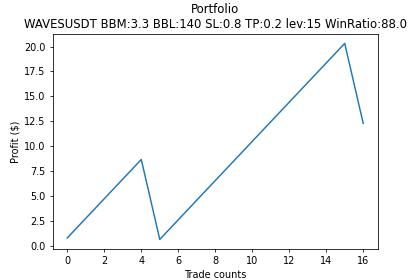 Portfolio
WAVESUSDT BBM:3.3 BBL:140 SL:0.8 TP:0.2 lev:15 WinRatio:88.0
20.0
17.5
15.0
12.5
10.0
7.5
5.0
2.5
0.0
Profit ($)
0 2 4 6 8 10 12 14 16
Trade counts